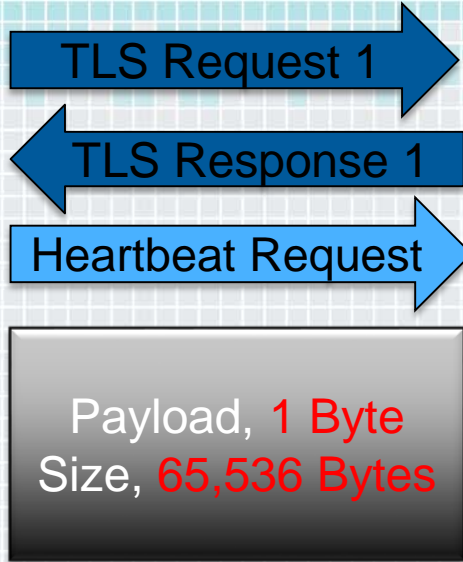 TLS Request 1
TLS Response 1
Heartbeat Request
Payload, 1 Byte
Size, 65,536 Bytes